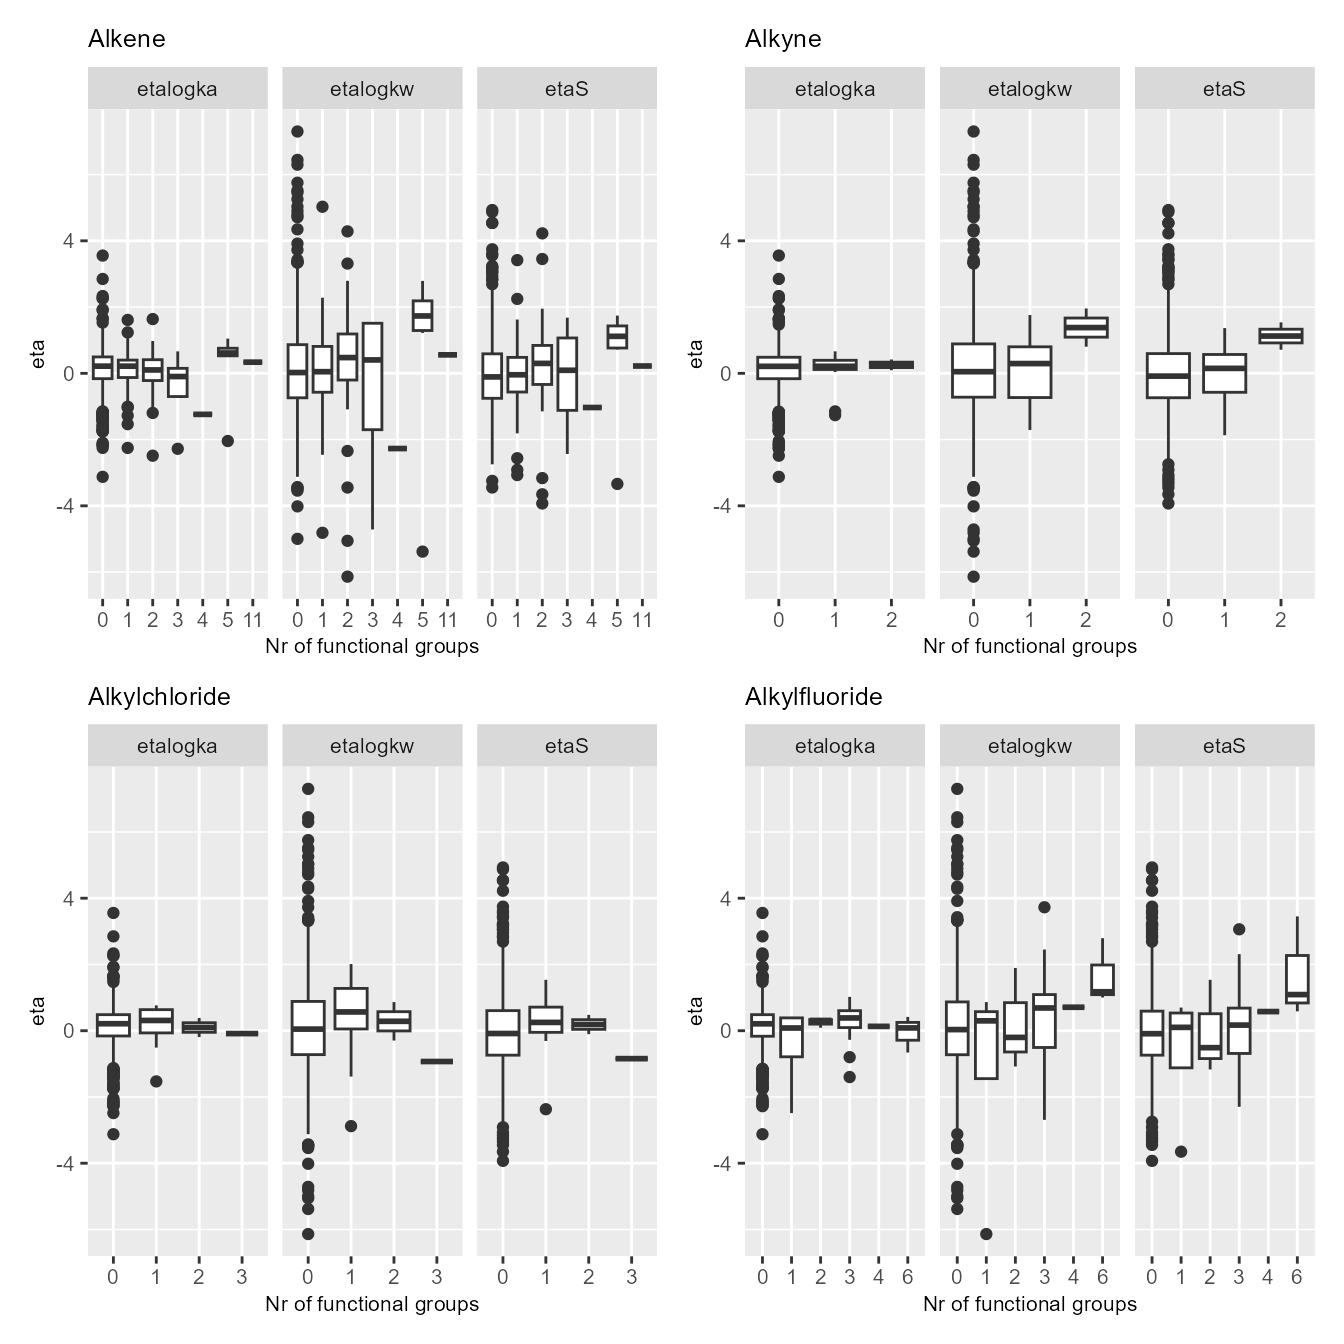 Alkene
etalogka etalogkw etaS
4
0
-4
eta
0 1 2 3 4 5 11 0 1 2 3 4 5 11 0 1 2 3 4 5 11
Nr of functional groups
Alkyne
etalogka etalogkw etaS
4
0
-4
eta
0 1 2 0 1 2 0 1 2
Nr of functional groups
Alkylchloride
etalogka etalogkw etaS
4
0
-4
eta
0 1 2 3 0 1 2 3 0 1 2 3
Nr of functional groups
Alkylfluoride
etalogka etalogkw etaS
4
0
-4
eta
0 1 2 3 4 6 0 1 2 3 4 6 0 1 2 3 4 6
Nr of functional groups